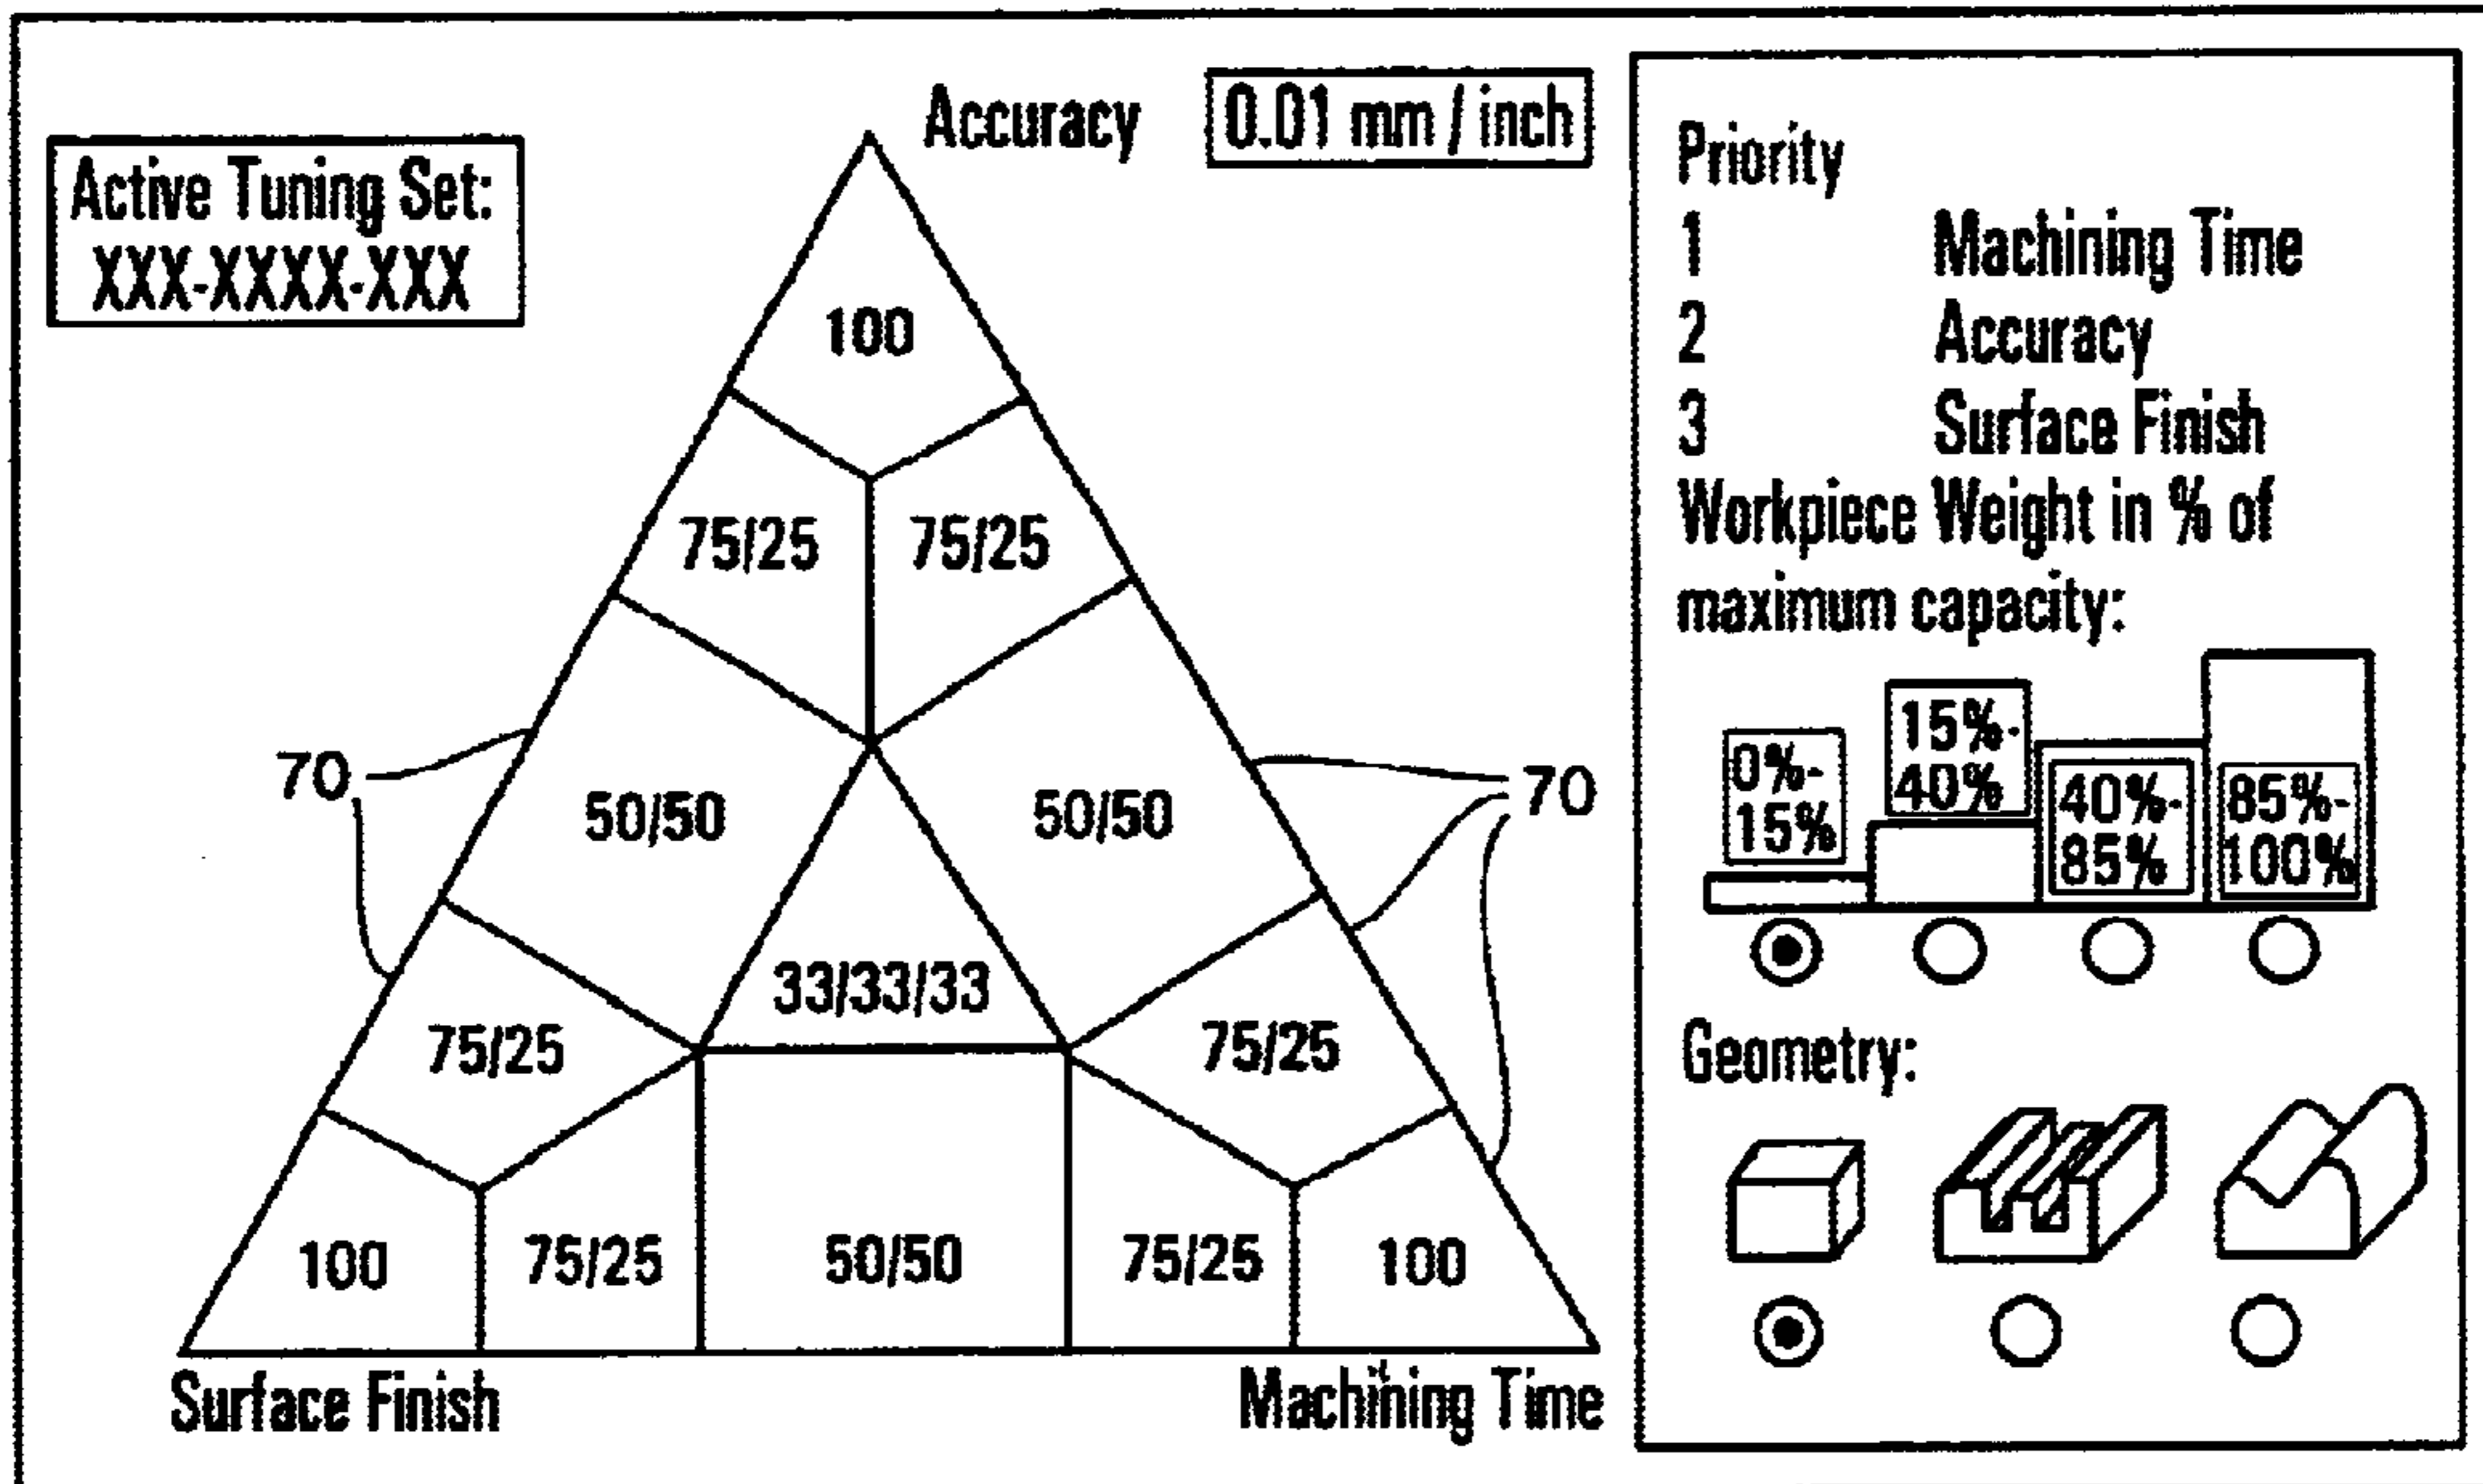 Accuracy
0.01 mm / inch
Active Tuning Set:
XXX-XXXX-XXX
100
75/25
75/25
70
50/50
50/50
70
33/33/33
75/25
75/25
100
75/25
50/50
75/25
100
Surface Finish
Machining Time
Priority
1 Machining Time
2 Accuracy
3 Surface Finish
Workpiece Weight in % of
maximum capacity:
0%-
15%
15%-
40%
40%-
85%
85%-
100%
Geometry: